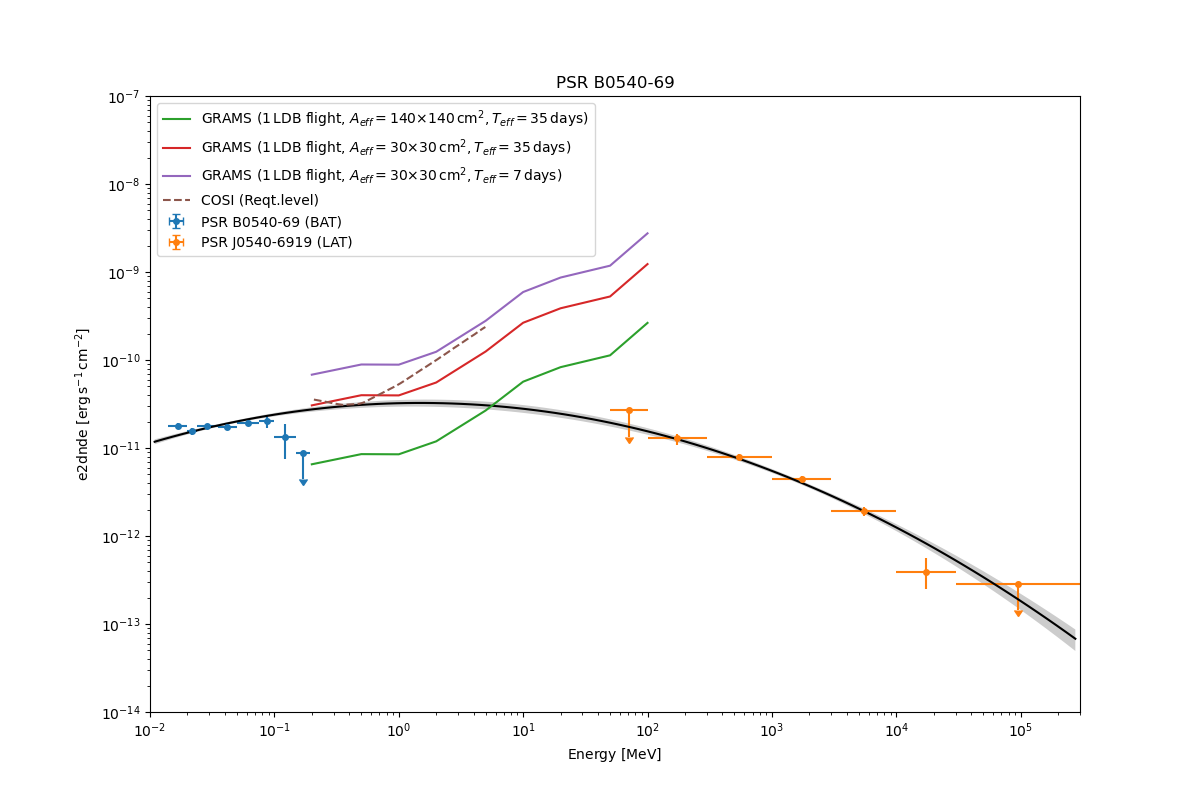 PSR B0540-69
10⁻⁷
GRAMS (1 LDB flight, A_eff = 140×140 cm², T_eff = 35 days)
GRAMS (1 LDB flight, A_eff = 30×30 cm², T_eff = 35 days)
GRAMS (1 LDB flight, A_eff = 30×30 cm², T_eff = 7 days)
COSI (Reqt.level)
PSR B0540-69 (BAT)
PSR J0540-6919 (LAT)
10⁻⁸
10⁻⁹
10⁻¹⁰
10⁻¹¹
10⁻¹²
10⁻¹³
10⁻¹⁴
e2dnde [erg s⁻¹ cm⁻²]
10⁻² 10⁻¹ 10⁰ 10¹ 10² 10³ 10⁴ 10⁵
Energy [MeV]